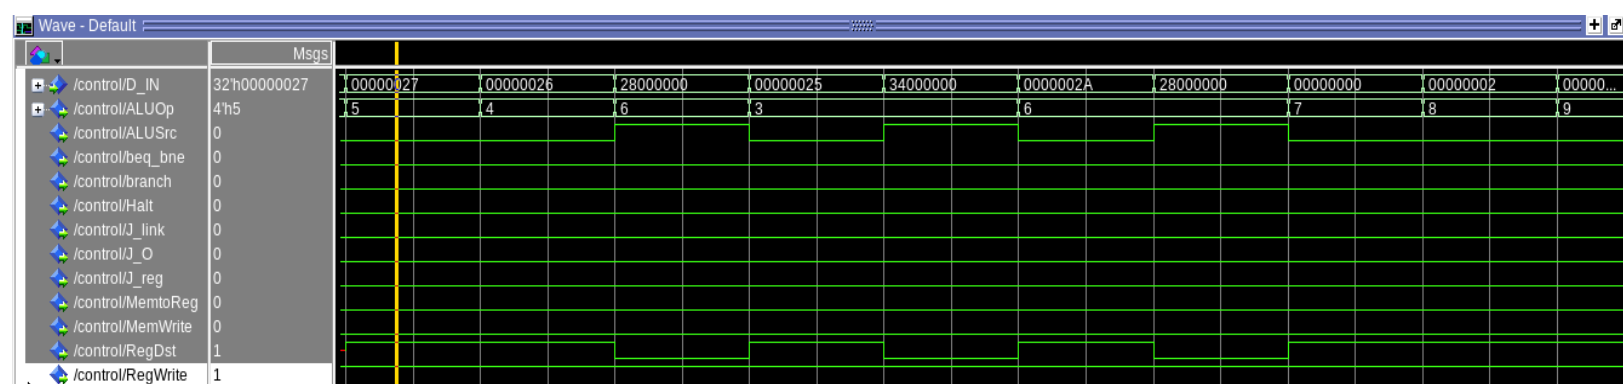 Wave - Default
Msgs
/control/D_IN 32'h00000027 00000027 00000026 28000000 00000025 34000000 0000002A 28000000 00000000 00000002 00000...
/control/ALUOp 4'h5 5 4 6 3 6 7 8 9
/control/ALUSrc 0
/control/beq_bne 0
/control/branch 0
/control/Halt 0
/control/J_link 0
/control/J_O 0
/control/J_reg 0
/control/MemtoReg 0
/control/MemWrite 0
/control/RegDst 1
/control/RegWrite 1